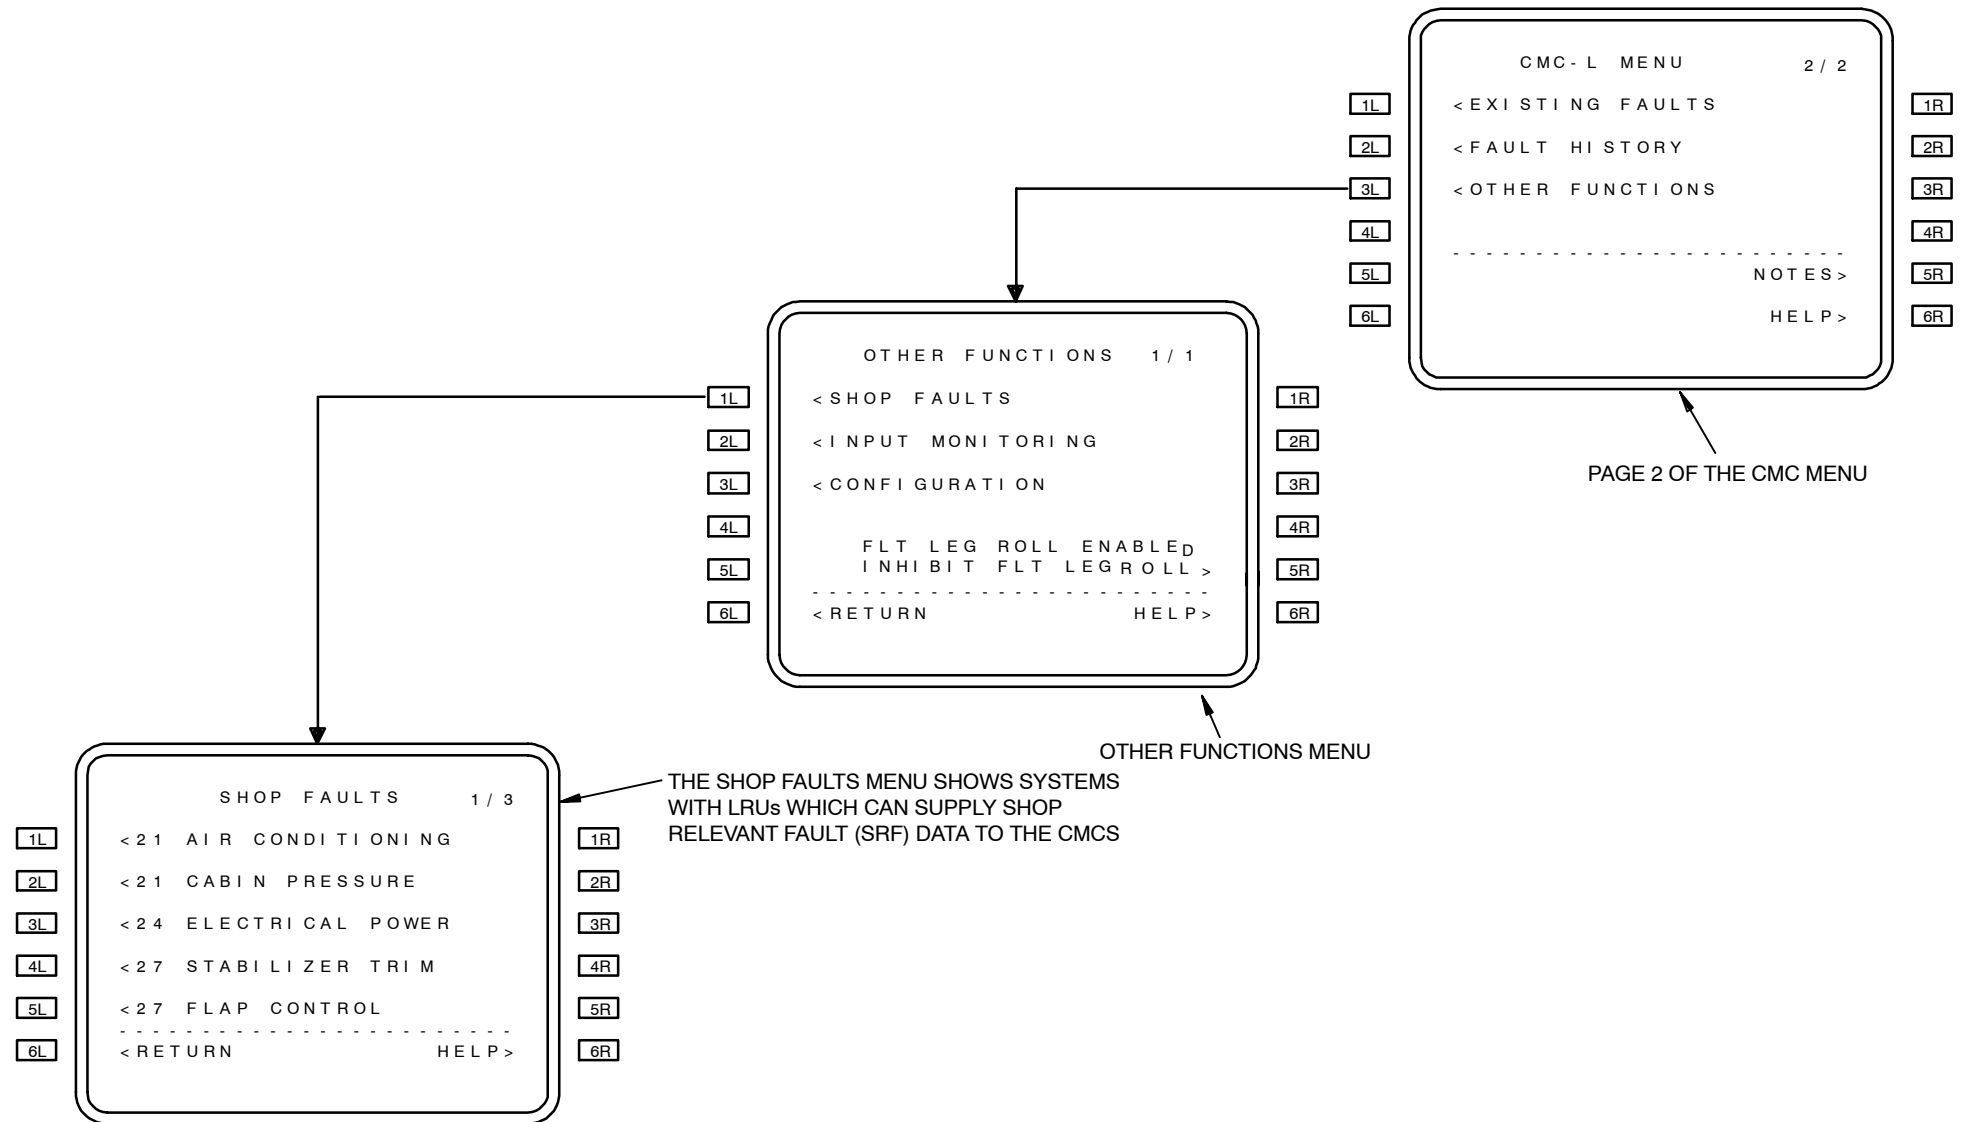 CMC-L MENU 2/2
1L <EXISTING FAULTS 1R
2L <FAULT HISTORY 2R
3L <OTHER FUNCTIONS 3R
4L 4R
------------------------
5L NOTES> 5R
6L HELP> 6R
PAGE 2 OF THE CMC MENU
OTHER FUNCTIONS 1/1
1L <SHOP FAULTS 1R
2L <INPUT MONITORING 2R
3L <CONFIGURATION 3R
4L 4R
FLT LEG ROLL ENABLED
5L INHIBIT FLT LEG ROLL > 5R
------------------------
6L <RETURN HELP> 6R
OTHER FUNCTIONS MENU
SHOP FAULTS 1/3
1L <21 AIR CONDITIONING 1R
2L <21 CABIN PRESSURE 2R
3L <24 ELECTRICAL POWER 3R
4L <27 STABILIZER TRIM 4R
5L <27 FLAP CONTROL 5R
------------------------
6L <RETURN HELP> 6R
THE SHOP FAULTS MENU SHOWS SYSTEMS
WITH LRUs WHICH CAN SUPPLY SHOP
RELEVANT FAULT (SRF) DATA TO THE CMCS